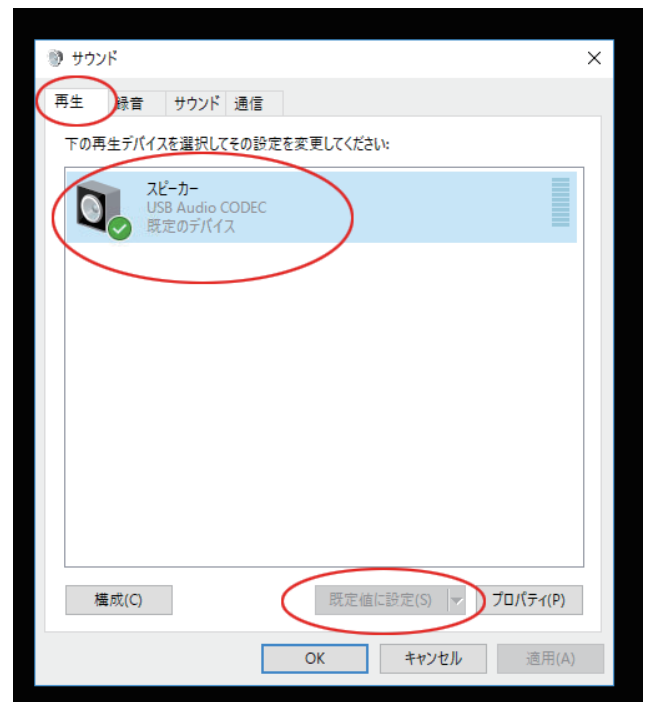 サウンド
再生 録音 サウンド 通信
下の再生デバイスを選択してその設定を変更してください:
スピーカー
USB Audio CODEC
既定のデバイス
構成(C) 既定値に設定(S) プロパティ(P)
OK キャンセル 適用(A)